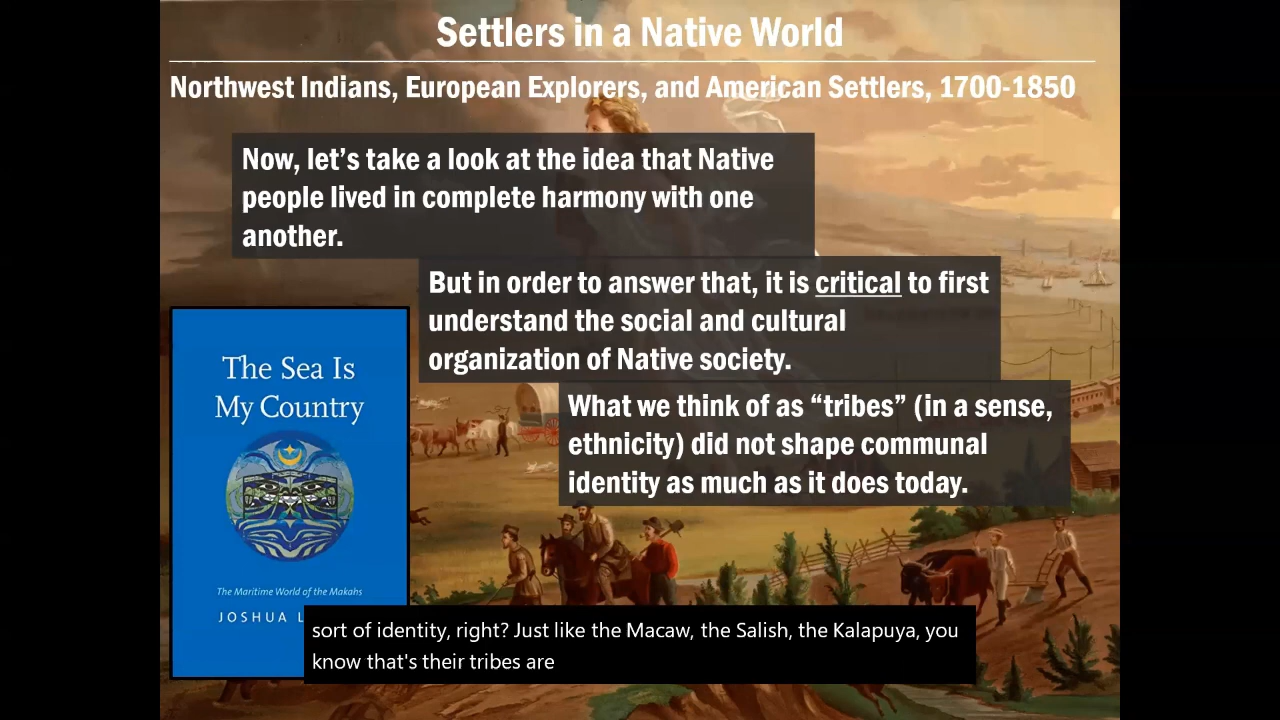 Settlers in a Native World
Northwest Indians, European Explorers, and American Settlers, 1700-1850
Now, let's take a look at the idea that Native
people lived in complete harmony with one
another.
But in order to answer that, it is critical to first
understand the social and cultural
organization of Native society.
What we think of as “tribes” (in a sense,
ethnicity) did not shape communal
identity as much as it does today.
The Sea Is
My Country
The Maritime World of the Makahs
JOSHUA L
sort of identity, right? Just like the Macaw, the Salish, the Kalapuya, you
know that's their tribes are